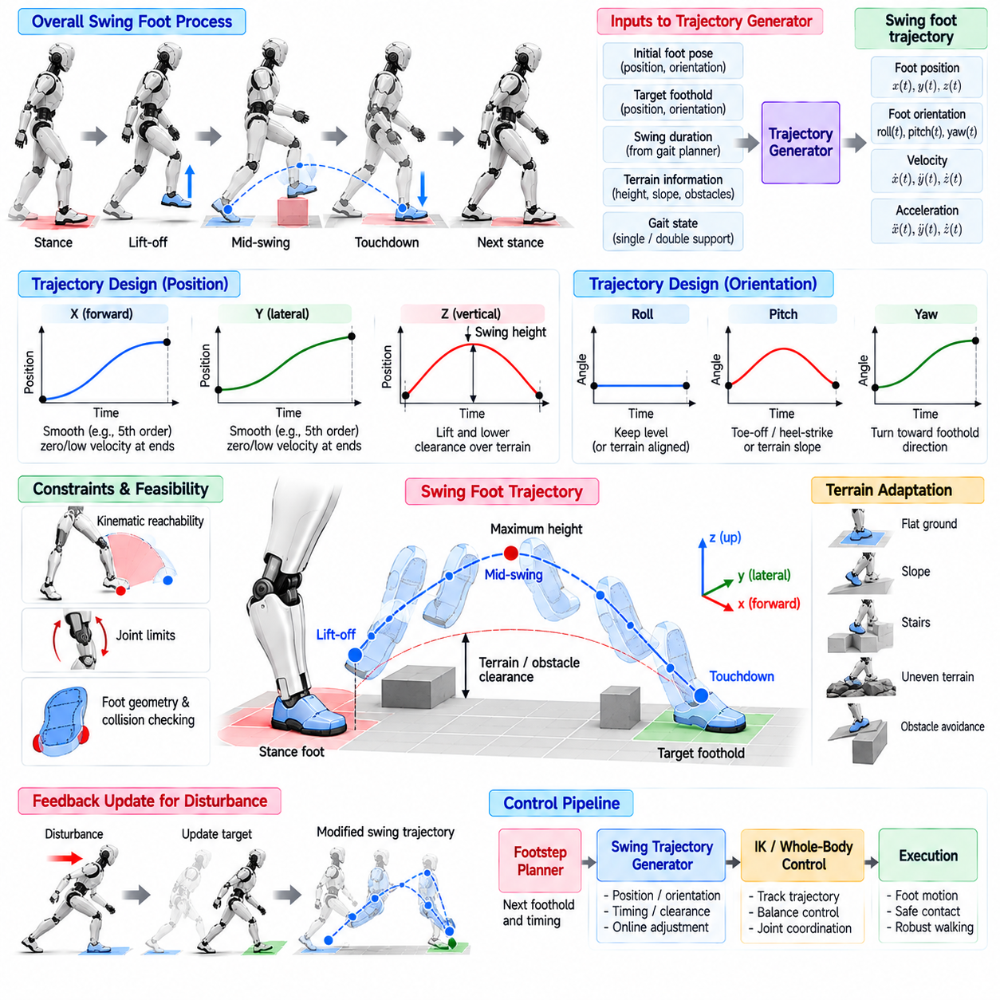 Overall Swing Foot Process
Stance
Lift-off
Mid-swing
Touchdown
Next stance
Inputs to Trajectory Generator
Initial foot pose
(position, orientation)
Target foothold
(position, orientation)
Swing duration
(from gait planner)
Terrain information
(height, slope, obstacles)
Gait state
(single / double support)
Trajectory
Generator
Swing foot
trajectory
Foot position
x(t), y(t), z(t)
Foot orientation
roll(t), pitch(t), yaw(t)
Velocity
ẋ(t), ÿ(t), ż(t)
Acceleration
ẍ(t), ÿ(t), ż(t)
Trajectory Design (Position)
X (forward)
Position
Time
Smooth (e.g., 5th order)
zero/low velocity at ends
Y (lateral)
Position
Time
Smooth (e.g., 5th order)
zero/low velocity at ends
Z (vertical)
Swing height
Position
Time
Lift and lower
clearance over terrain
Trajectory Design (Orientation)
Roll
Angle
Time
Keep level
(or terrain aligned)
Pitch
Angle
Time
Toe-off / heel-strike
or terrain slope
Yaw
Angle
Time
Turn toward foothold
direction
Constraints & Feasibility
Kinematic reachability
Joint limits
Foot geometry &
collision checking
Swing Foot Trajectory
Maximum height
Mid-swing
Lift-off
Terrain / obstacle
clearance
Touchdown
Stance foot
Target foothold
z (up)
y (lateral)
x (forward)
Terrain Adaptation
Flat ground
Slope
Stairs
Uneven terrain
Obstacle avoidance
Feedback Update for Disturbance
Disturbance
Update target
Modified swing trajectory
Control Pipeline
Footstep
Planner
Next foothold
and timing
Swing Trajectory
Generator
- Position / orientation
- Timing / clearance
- Online adjustment
IK / Whole-Body
Control
- Track trajectory
- Balance control
- Joint coordination
Execution
- Foot motion
- Safe contact
- Robust walking